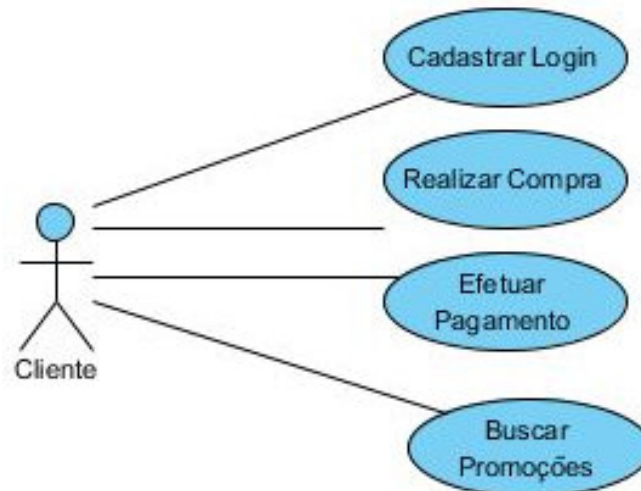 Cadastrar Login
Realizar Compra
Efetuar
Pagamento
Cliente
Buscar
Promoções